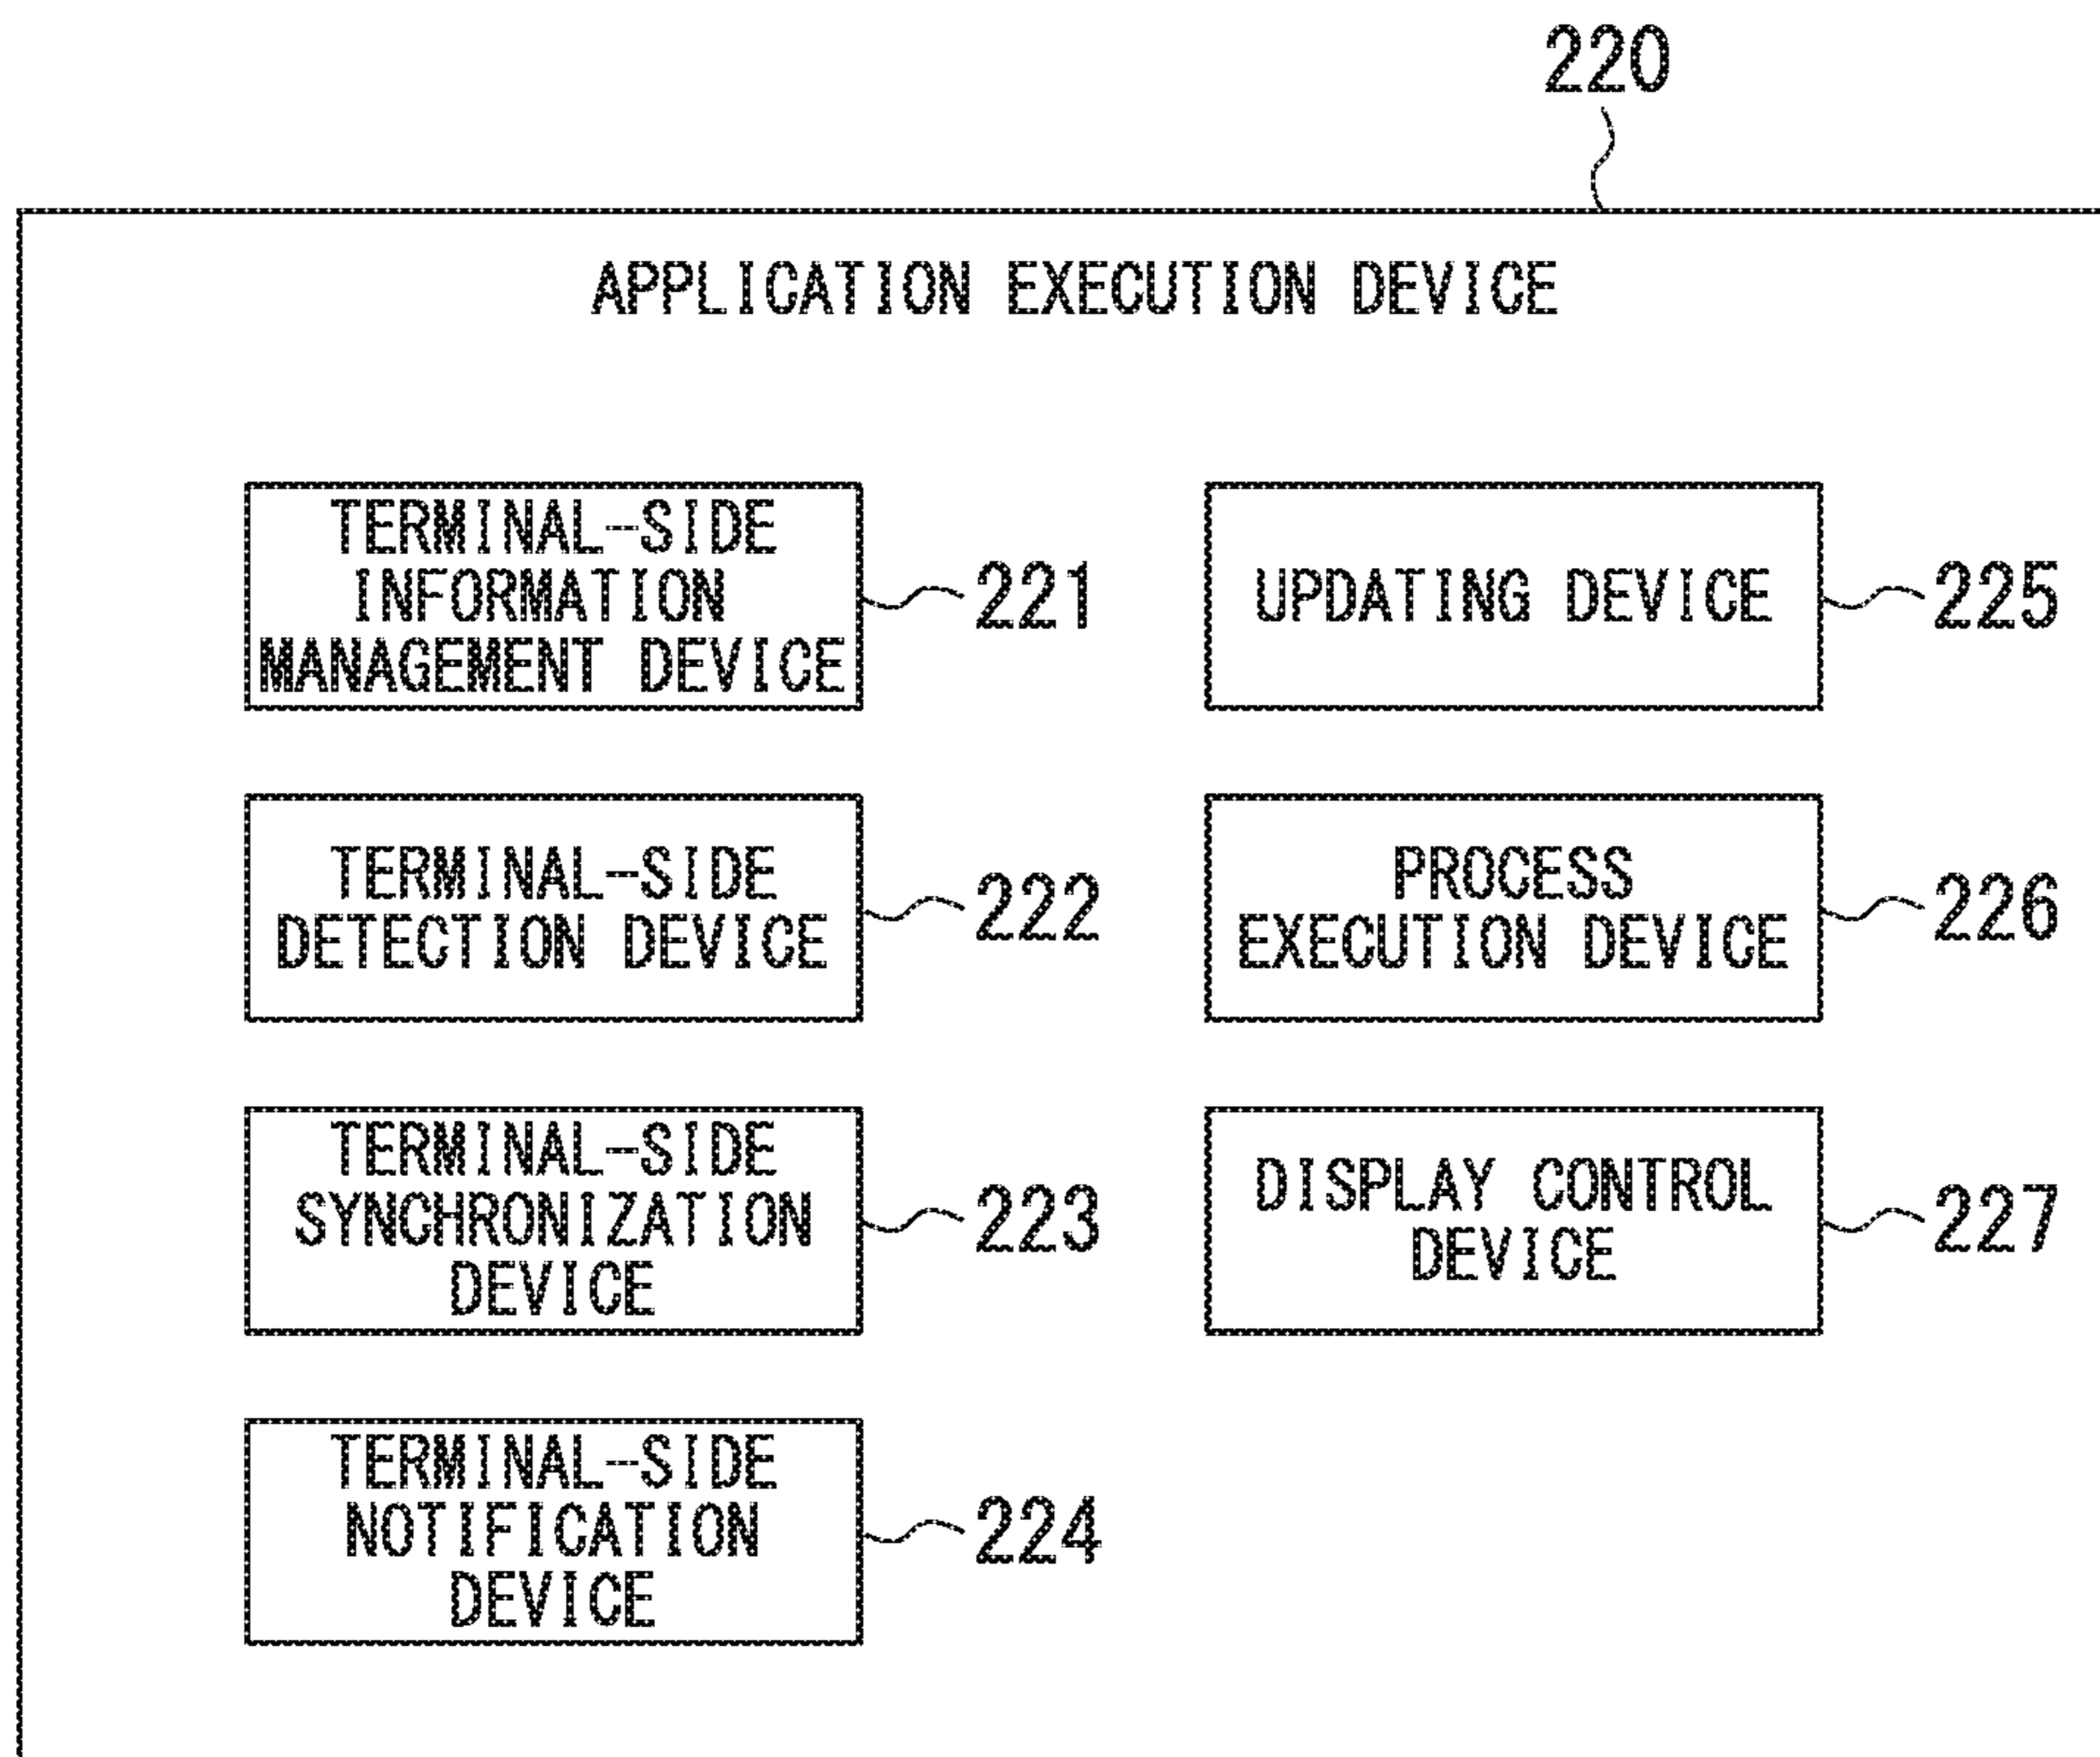 220
APPLICATION EXECUTION DEVICE
TERMINAL-SIDE
INFORMATION
MANAGEMENT DEVICE
221
TERMINAL-SIDE
DETECTION DEVICE
222
TERMINAL-SIDE
SYNCHRONIZATION
DEVICE
223
TERMINAL-SIDE
NOTIFICATION
DEVICE
224
UPDATING DEVICE
225
PROCESS
EXECUTION DEVICE
226
DISPLAY CONTROL
DEVICE
227